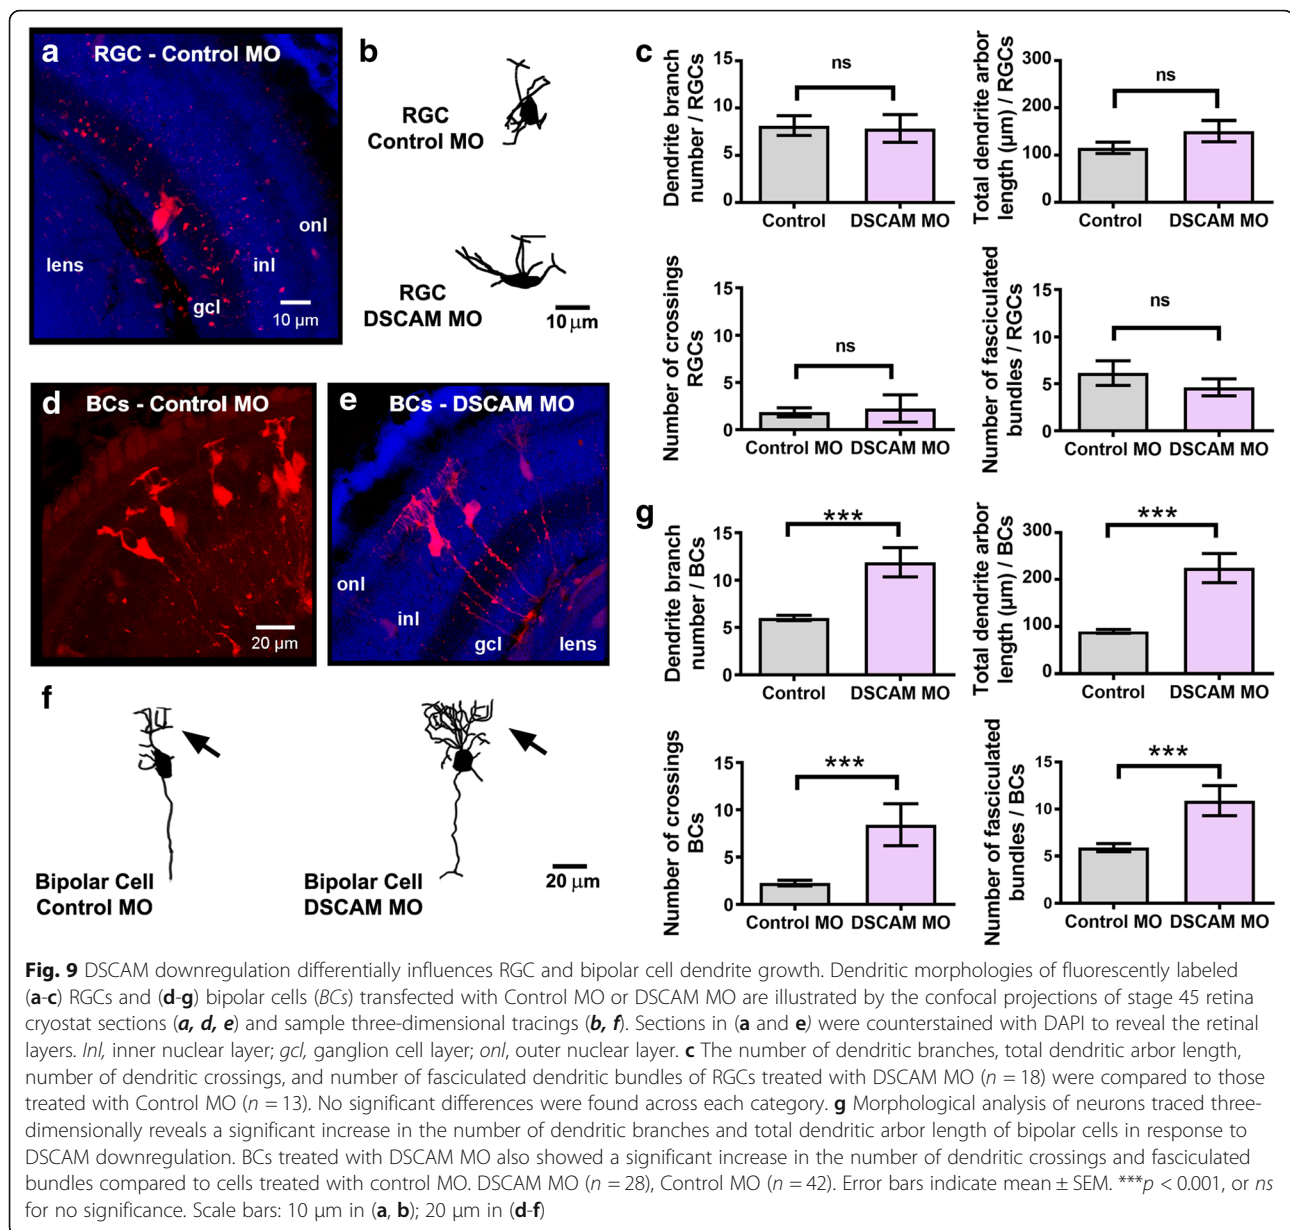 a
RGC - Control MO
lens
gcl
inl
onl
10 µm
b
RGC
Control MO
RGC
DSCAM MO
10 µm
c
Dendrite branch
number / RGCs
15
10
5
0
ns
Control
DSCAM MO
Total dendrite arbor
length (µm) / RGCs
300
200
100
0
ns
Control
DSCAM MO
Number of crossings
RGCs
15
10
5
0
ns
Control MO
DSCAM MO
Number of fasciculated
bundles / RGCs
15
10
5
0
ns
Control MO
DSCAM MO
d
BCs - Control MO
20 µm
e
BCs - DSCAM MO
onl
inl
gcl
lens
f
Bipolar Cell
Control MO
Bipolar Cell
DSCAM MO
20 µm
g
Dendrite branch
number / BCs
15
10
5
0
***
Control
DSCAM MO
Total dendrite arbor
length (µm) / BCs
300
200
100
0
***
Control
DSCAM MO
Number of crossings
BCs
15
10
5
0
***
Control MO
DSCAM MO
Number of fasciculated
bundles / BCs
15
10
5
0
***
Control MO
DSCAM MO
Fig. 9 DSCAM downregulation differentially influences RGC and bipolar cell dendrite growth. Dendritic morphologies of fluorescently labeled
(a-c) RGCs and (d-g) bipolar cells (BCs) transfected with Control MO or DSCAM MO are illustrated by the confocal projections of stage 45 retina
cryostat sections (a, d, e) and sample three-dimensional tracings (b, f). Sections in (a and e) were counterstained with DAPI to reveal the retinal
layers. Inl, inner nuclear layer; gcl, ganglion cell layer; onl, outer nuclear layer. c The number of dendritic branches, total dendritic arbor length,
number of dendritic crossings, and number of fasciculated dendritic bundles of RGCs treated with DSCAM MO (n = 18) were compared to those
treated with Control MO (n = 13). No significant differences were found across each category. g Morphological analysis of neurons traced three-
dimensionally reveals a significant increase in the number of dendritic branches and total dendritic arbor length of bipolar cells in response to
DSCAM downregulation. BCs treated with DSCAM MO also showed a significant increase in the number of dendritic crossings and fasciculated
bundles compared to cells treated with control MO. DSCAM MO (n = 28), Control MO (n = 42). Error bars indicate mean ± SEM. ***p < 0.001, or ns
for no significance. Scale bars: 10 µm in (a, b); 20 µm in (d-f)